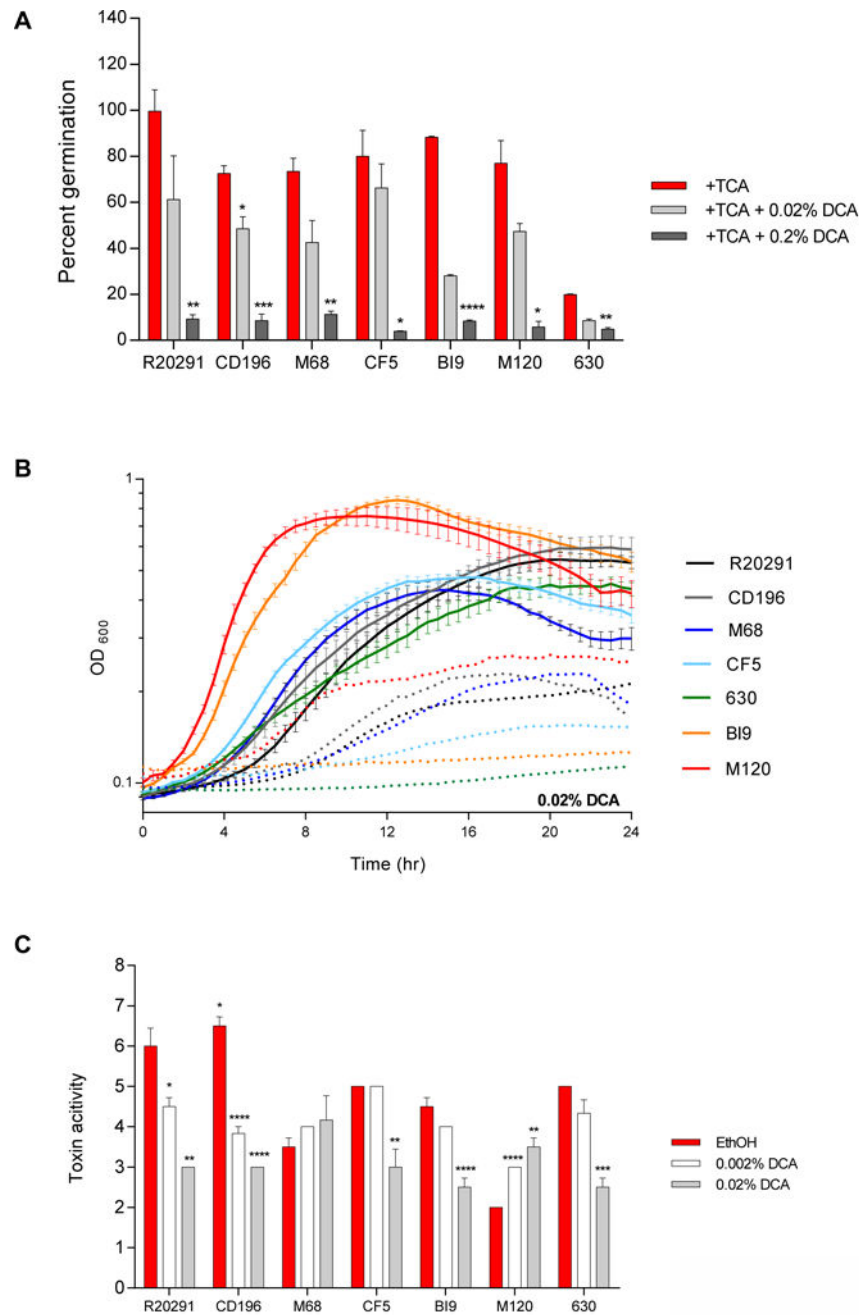 A
140
120
100
80
60
40
20
0
Percent germination
** * *** ** * **** * **
R20291 CD196 M68 CF5 BI9 M120 630
+TCA
+TCA + 0.02% DCA
+TCA + 0.2% DCA
B
1
0.1
OD 600
0.02% DCA
0 4 8 12 16 20 24
Time (hr)
R20291
CD196
M68
CF5
630
BI9
M120
C
8
7
6
5
4
3
2
1
0
Toxin acitivity
* ** * **** **** ** **** **** ** ***
R20291 CD196 M68 CF5 BI9 M120 630
EthOH
0.002% DCA
0.02% DCA